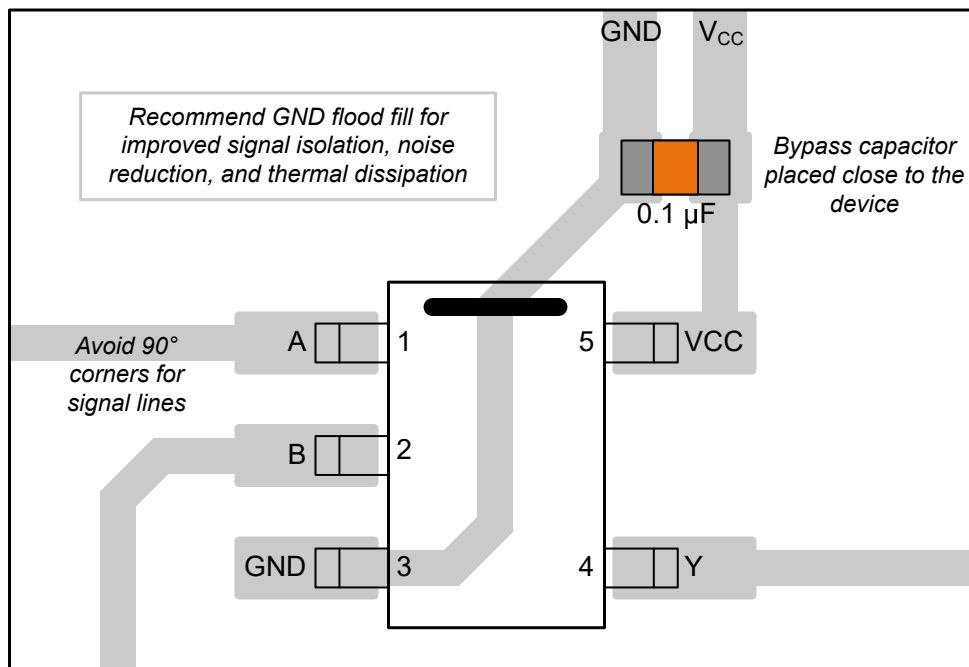 GND
V_CC
Recommend GND flood fill for
improved signal isolation, noise
reduction, and thermal dissipation
Bypass capacitor
placed close to the
device
0.1 µF
A
1
5
VCC
Avoid 90°
corners for
signal lines
B
2
GND
3
4
Y